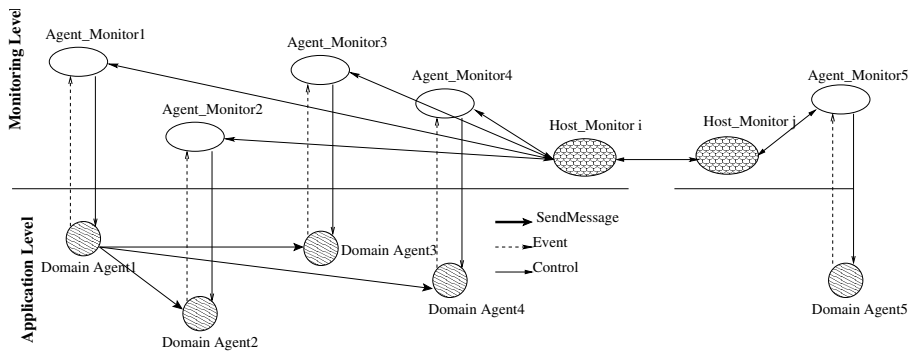 Monitoring Level
Agent_Monitor1
Agent_Monitor3
Agent_Monitor4
Agent_Monitor5
Agent_Monitor2
Host_Monitor i
Host_Monitor j
Application Level
SendMessage
Event
Control
Domain Agent1
Domain Agent3
Domain Agent4
Domain Agent5
Domain Agent2